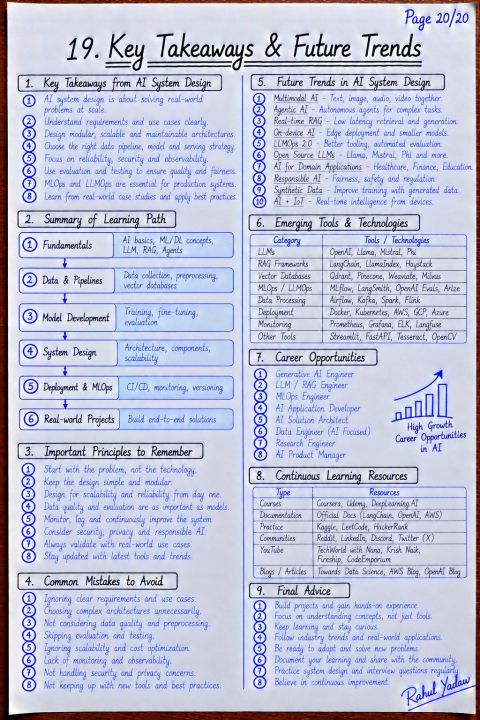 Page 20/20
19. Key Takeaways & Future Trends
1. Key Takeaways from AI System Design
1 AI system design is about solving real-world
problems at scale.
2 Understand requirements and use cases clearly.
3 Design modular, scalable and maintainable architectures.
4 Choose the right data pipeline, model and serving strategy.
5 Focus on reliability, security and observability.
6 Use evaluation and testing to ensure quality and fairness.
7 MLOps and LLMOps are essential for production systems.
8 Learn from real-world case studies and apply best practices.
2. Summary of Learning Path
1 Fundamentals
AI basics, ML/DL concepts,
LLM, RAG, Agents
2 Data & Pipelines
Data collection, preprocessing,
vector databases
3 Model Development
Training, fine-tuning,
evaluation
4 System Design
Architecture, components,
scalability
5 Deployment & MLOps
CI/CD, monitoring, versioning
6 Real-world Projects
Build end-to-end solutions
3. Important Principles to Remember
1 Start with the problem, not the technology.
2 Keep the design simple and modular.
3 Design for scalability and reliability from day one.
4 Data quality and evaluation are as important as models.
5 Monitor, log and continuously improve the system.
6 Consider security, privacy and responsible AI.
7 Always validate with real-world use cases.
8 Stay updated with latest tools and trends.
4. Common Mistakes to Avoid
1 Ignoring clear requirements and use cases.
2 Choosing complex architectures unnecessarily.
3 Not considering data quality and preprocessing.
4 Skipping evaluation and testing.
5 Ignoring scalability and cost optimization.
6 Lack of monitoring and observability.
7 Not handling security and privacy concerns.
8 Not keeping up with new tools and best practices.
5. Future Trends in AI System Design
1 Multimodal AI - Text, image, audio, video together.
2 Agentic AI - Autonomous agents for complex tasks.
3 Real-time RAG - Low latency retrieval and generation.
4 On-device AI - Edge deployment and smaller models.
5 LLMOps 2.0 - Better tooling, automated evaluation.
6 Open Source LLMs - Llama, Mistral, Phi and more.
7 AI for Domain Applications - Healthcare, Finance, Education.
8 Responsible AI - Fairness, safety and regulation.
9 Synthetic Data - Improve training with generated data.
10 AI + IoT - Real-time intelligence from devices.
6. Emerging Tools & Technologies
Category Tools / Technologies
LLMs OpenAI, Llama, Mistral, Phi
RAG Frameworks LangChain, LlamaIndex, Haystack
Vector Databases Qdrant, Pinecone, Weaviate, Milvus
MLOps / LLMOps MLflow, LangSmith, OpenAI Evals, Arize
Data Processing Airflow, Kafka, Spark, Flink
Deployment Docker, Kubernetes, AWS, GCP, Azure
Monitoring Prometheus, Grafana, ELK, Langfuse
Other Tools Streamlit, FastAPI, Tesseract, OpenCV
7. Career Opportunities
1 Generative AI Engineer
2 LLM / RAG Engineer
3 MLOps Engineer
4 AI Application Developer
5 AI Solution Architect
6 Data Engineer (AI Focused)
7 Research Engineer
8 AI Product Manager
High Growth
Career Opportunities
in AI
8. Continuous Learning Resources
Type Resources
Courses Coursera, Udemy, DeepLearning AI
Documentation Official Docs (LangChain, OpenAI, AWS)
Practice Kaggle, LeetCode, HackerRank
Communities Reddit, LinkedIn, Discord, Twitter (X)
YouTube TechWorld with Nana, Krish Naik,
Fireship, CodeEmporium
Blogs / Articles Towards Data Science, AWS Blog, OpenAI Blog
9. Final Advice
1 Build projects and gain hands-on experience.
2 Focus on understanding concepts, not just tools.
3 Keep learning and stay curious.
4 Follow industry trends and real-world applications.
5 Be ready to adapt and solve new problems.
6 Document your learning and share with the community.
7 Practice system design and interview questions regularly.
8 Believe in continuous improvement.
Rahul Yadav